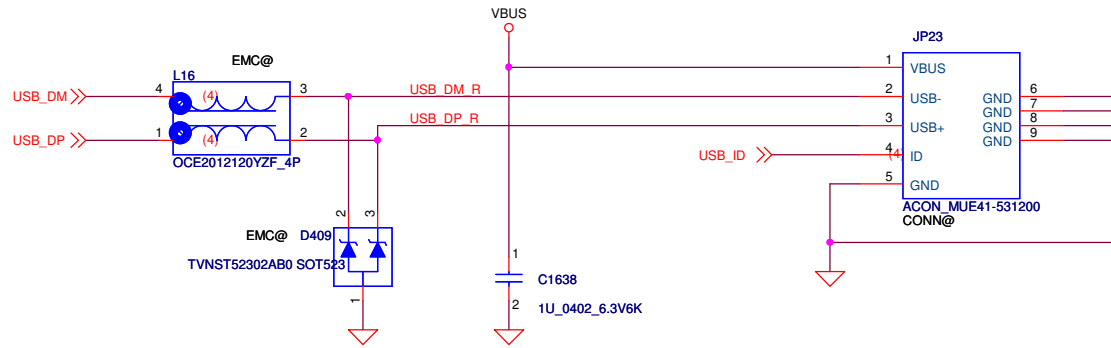 VBUS
JP23
EMC@
L16
1
VBUS
4
3
USB_DM
(4)
USB_DM_R
2
USB-
GND
6
GND
7
USB_DP_R
3
USB+
GND
8
USB_DP
1
(4)
2
GND
9
OCE2012120YZF_4P
USB_ID
4
(4)
ID
5
GND
ACON_MUE41-531200
CONN@
2
3
EMC@
D409
TVNST52302AB0 SOT523
1
1
C1638
2
1U_0402_6.3V6K